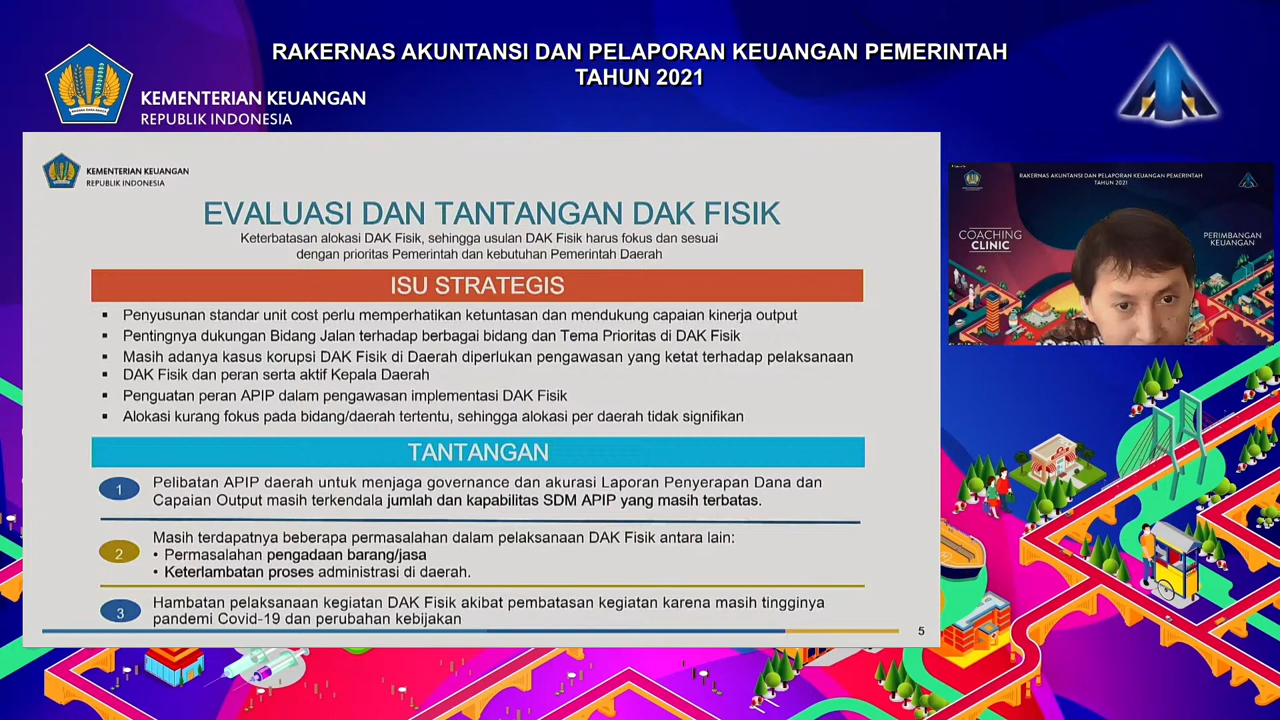 RAKERNAS AKUNTANSI DAN PELAPORAN KEUANGAN PEMERINTAH
TAHUN 2021
KEMENTERIAN KEUANGAN
REPUBLIK INDONESIA
KEMENTERIAN KEUANGAN
REPUBLIK INDONESIA
EVALUASI DAN TANTANGAN DAK FISIK
Keterbatasan alokasi DAK Fisik, sehingga usulan DAK Fisik harus fokus dan sesuai
dengan prioritas Pemerintah dan kebutuhan Pemerintah Daerah
ISU STRATEGIS
▪ Penyusunan standar unit cost perlu memperhatikan ketuntasan dan mendukung capaian kinerja output
▪ Pentingnya dukungan Bidang Jalan terhadap berbagai bidang dan Tema Prioritas di DAK Fisik
▪ Masih adanya kasus korupsi DAK Fisik di Daerah diperlukan pengawasan yang ketat terhadap pelaksanaan
▪ DAK Fisik dan peran serta aktif Kepala Daerah
▪ Penguatan peran APIP dalam pengawasan implementasi DAK Fisik
▪ Alokasi kurang fokus pada bidang/daerah tertentu, sehingga alokasi per daerah tidak signifikan
TANTANGAN
1 Pelibatan APIP daerah untuk menjaga governance dan akurasi Laporan Penyerapan Dana dan
Capaian Output masih terkendala jumlah dan kapabilitas SDM APIP yang masih terbatas.
2 Masih terdapatnya beberapa permasalahan dalam pelaksanaan DAK Fisik antara lain:
• Permasalahan pengadaan barang/jasa
• Keterlambatan proses administrasi di daerah.
3 Hambatan pelaksanaan kegiatan DAK Fisik akibat pembatasan kegiatan karena masih tingginya
pandemi Covid-19 dan perubahan kebijakan
5
RAKERNAS AKUNTANSI DAN PELAPORAN KEUANGAN PEMERINTAH
TAHUN 2021
COACHING
CLINIC
PERIMBANGAN
KEUANGAN